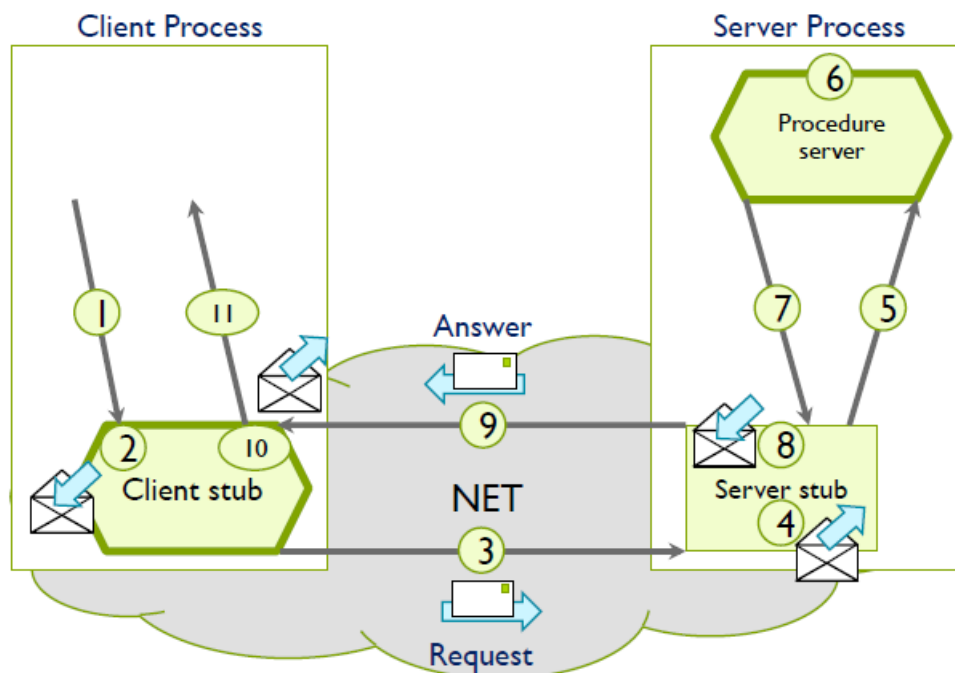 Client Process
Server Process
6
Procedure
server
1
11
7
5
Answer
9
2
10
8
Client stub
NET
Server stub
4
3
Request